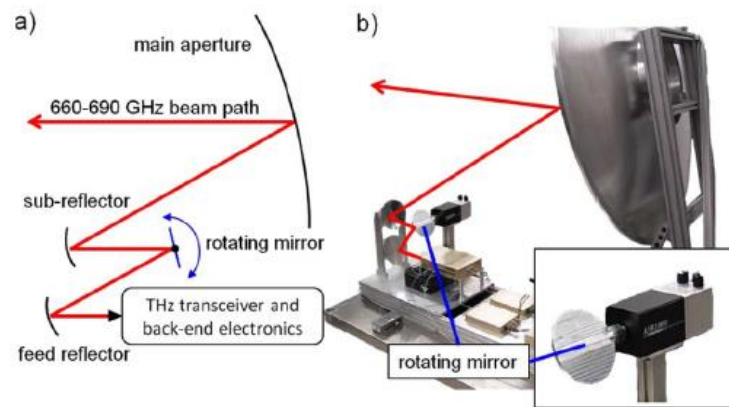 a)
main aperture
660-690 GHz beam path
sub-reflector
rotating mirror
THz transceiver and
back-end electronics
feed reflector
b)
rotating mirror